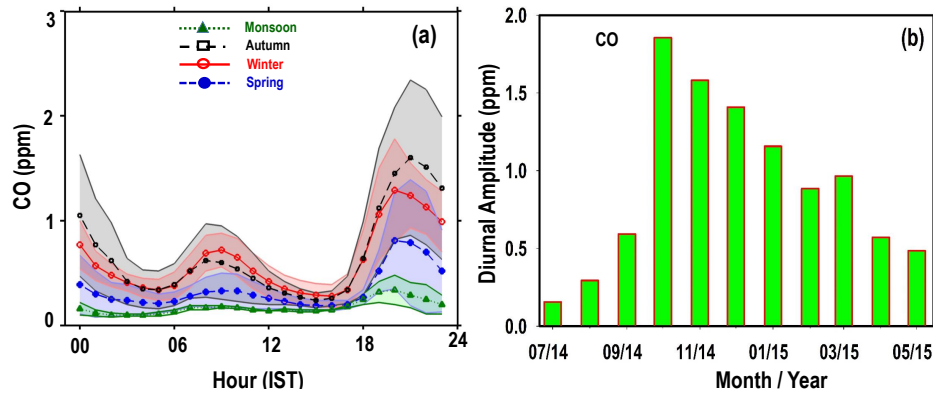 (a)
Monsoon
Autumn
Winter
Spring
3
2
1
0
CO (ppm)
00 06 12 18 24
Hour (IST)
(b)
CO
2.0
1.5
1.0
0.5
0.0
Diurnal Amplitude (ppm)
07/14 09/14 11/14 01/15 03/15 05/15
Month / Year